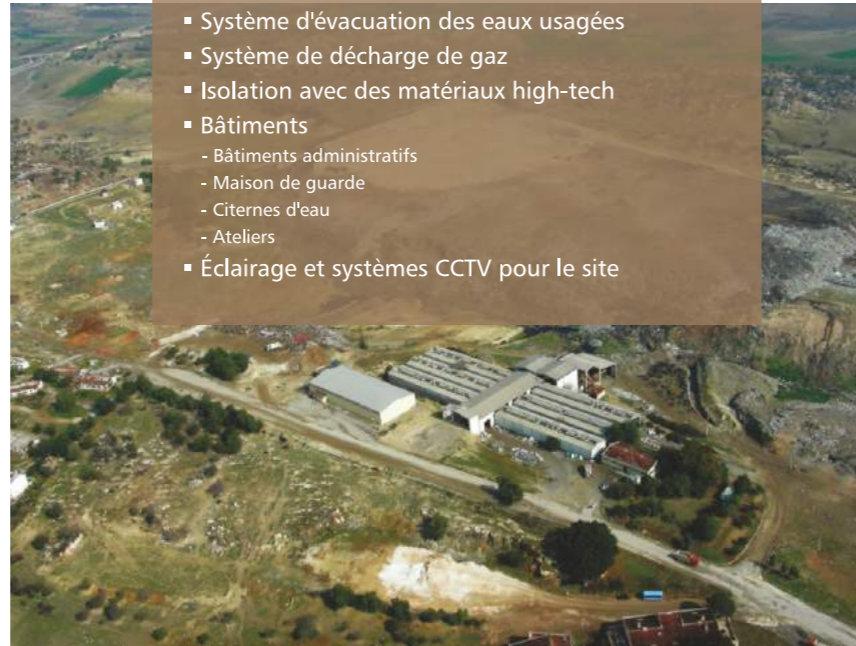 ▪ Système d'évacuation des eaux usagées
▪ Système de décharge de gaz
▪ Isolation avec des matériaux high-tech
▪ Bâtiments
- Bâtiments administratifs
- Maison de guarde
- Citernes d'eau
- Ateliers
▪ Éclairage et systèmes CCTV pour le site